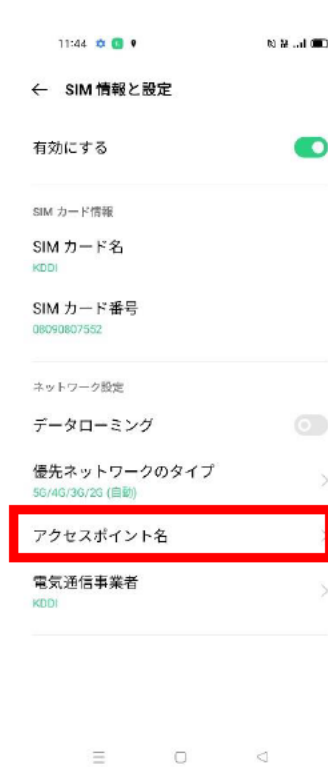 11:44
SIM 情報と設定
有効にする
SIM カード情報
SIM カード名
KDDI
SIM カード番号
08090807552
ネットワーク設定
データローミング
優先ネットワークのタイプ
5G/4G/3G/2G (自動)
アクセスポイント名
電気通信事業者
KDDI